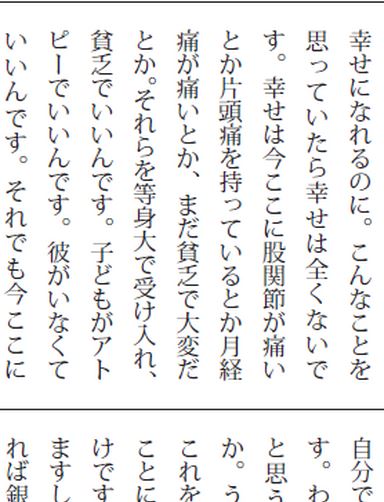 幸せになれるのに。こんなことを
思っていたら幸せは全くないで
す。幸せは今ここに股関節が痛い
とか片頭痛を持っているとか月経
痛が痛いとか、まだ貧乏で大変だ
とか。それらを等身大で受け入れ、
貧乏でいいんです。子どもがアト
ピーでいいんです。彼がいなくて
いいんです。それでも今ここに
自分で
す。わ
と思う
か。う
これを
ことに
けです
ますし
れば銀